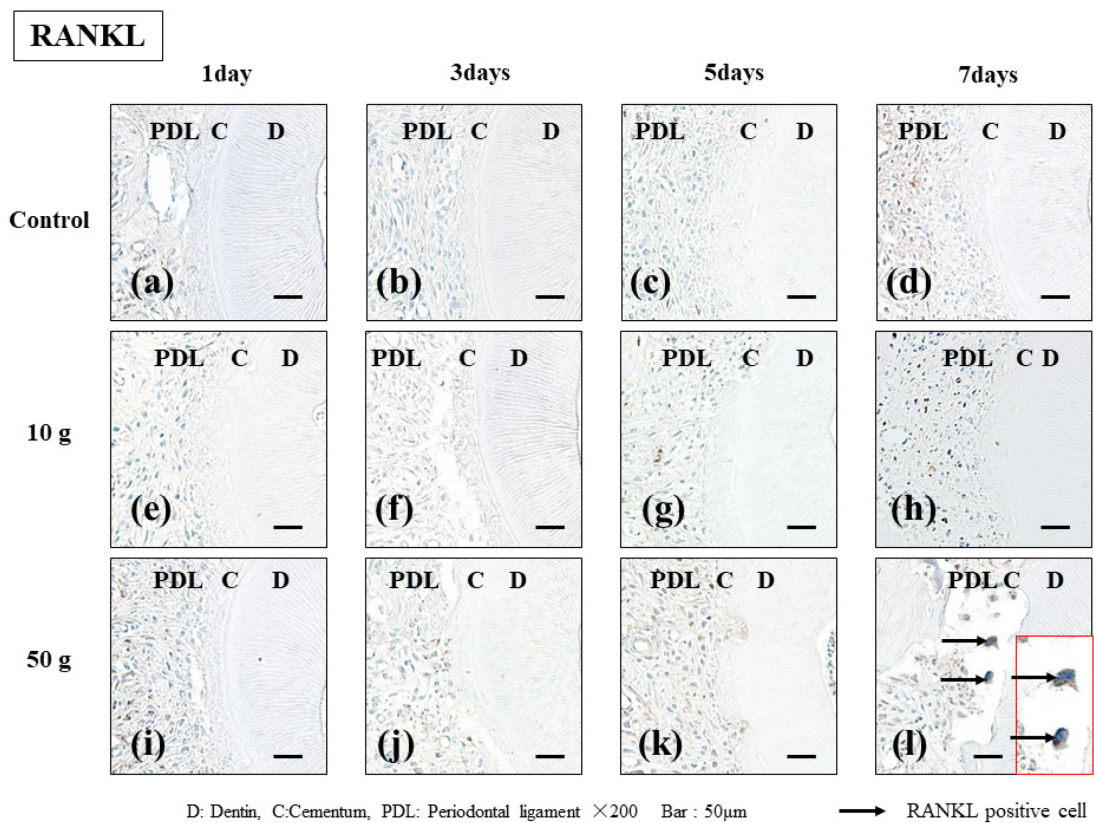 RANKL
1day 3days 5days 7days
PDL C D PDL C D PDL C D PDL C D
Control
(a) (b) (c) (d)
PDL C D PDL C D PDL C D PDL C D
10 g
(e) (f) (g) (h)
PDL C D PDL C D PDL C D PDL C D
50 g
(i) (j) (k) (l)
D: Dentin, C:Cementum, PDL: Periodontal ligament ×200 Bar : 50μm RANKL positive cell